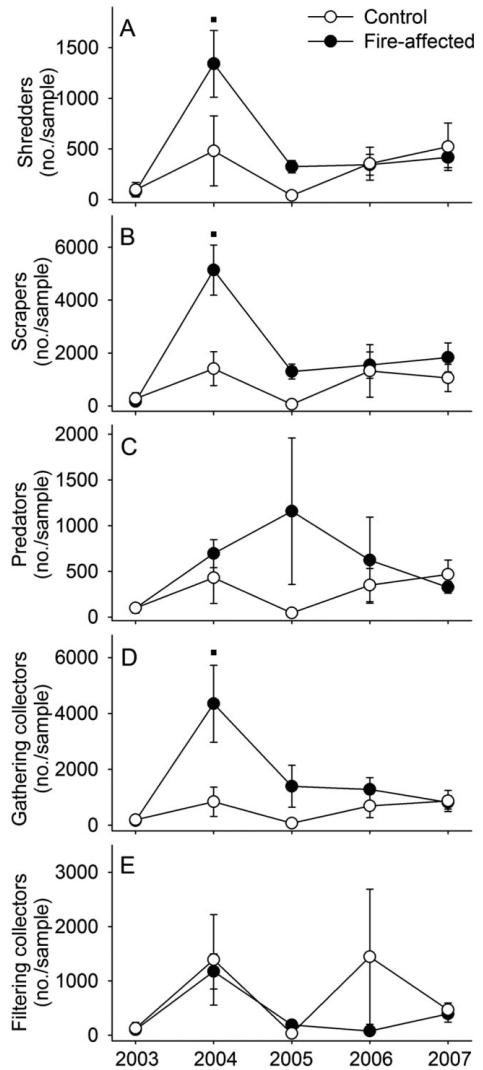 A
Control
Fire-affected
Shredders
(no./sample)
1500
1000
500
0
B
Scrapers
(no./sample)
6000
4000
2000
0
C
Predators
(no./sample)
2000
1500
1000
500
0
D
Gathering collectors
(no./sample)
6000
4000
2000
0
E
Filtering collectors
(no./sample)
3000
2000
1000
0
2003 2004 2005 2006 2007